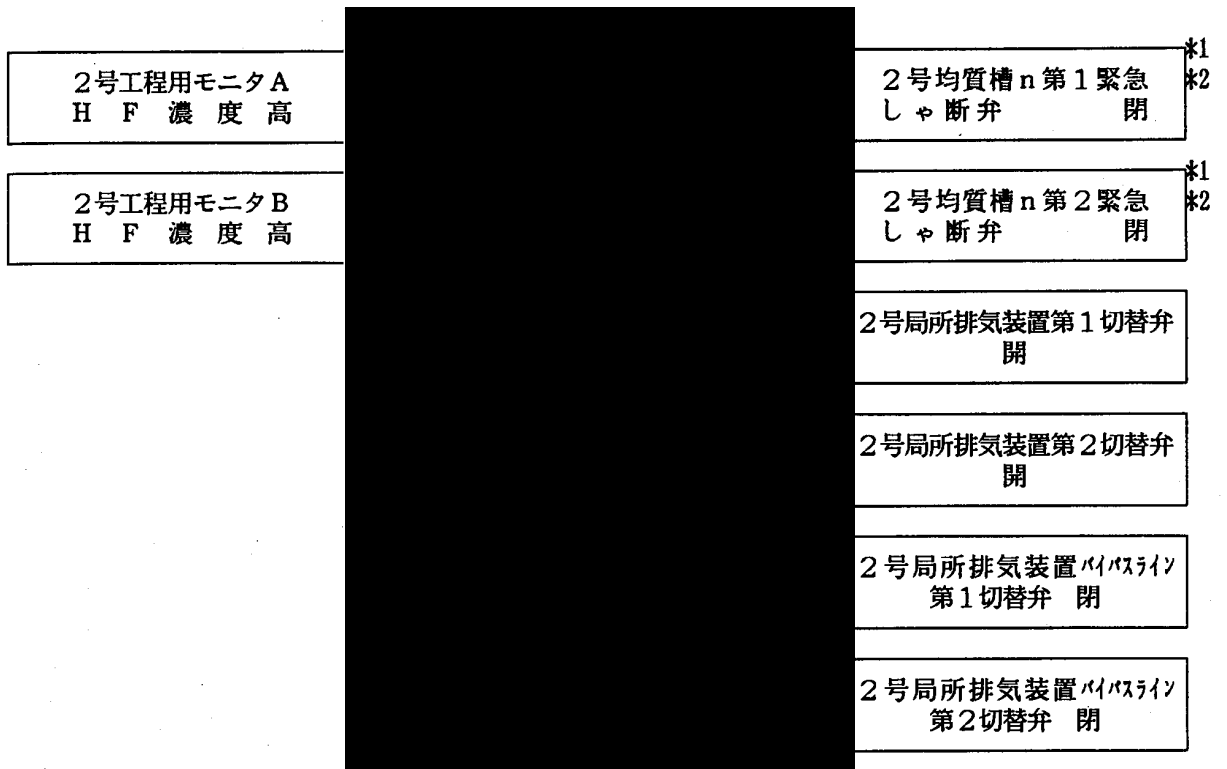 2号工程用モニタA
HF濃度高
2号工程用モニタB
HF濃度高
*1
2号均質槽n第1緊急 *2
しゃ断弁 閉
*1
2号均質槽n第2緊急 *2
しゃ断弁 閉
2号局所排気装置第1切替弁
開
2号局所排気装置第2切替弁
開
2号局所排気装置バイパスライン
第1切替弁 閉
2号局所排気装置バイパスライン
第2切替弁 閉